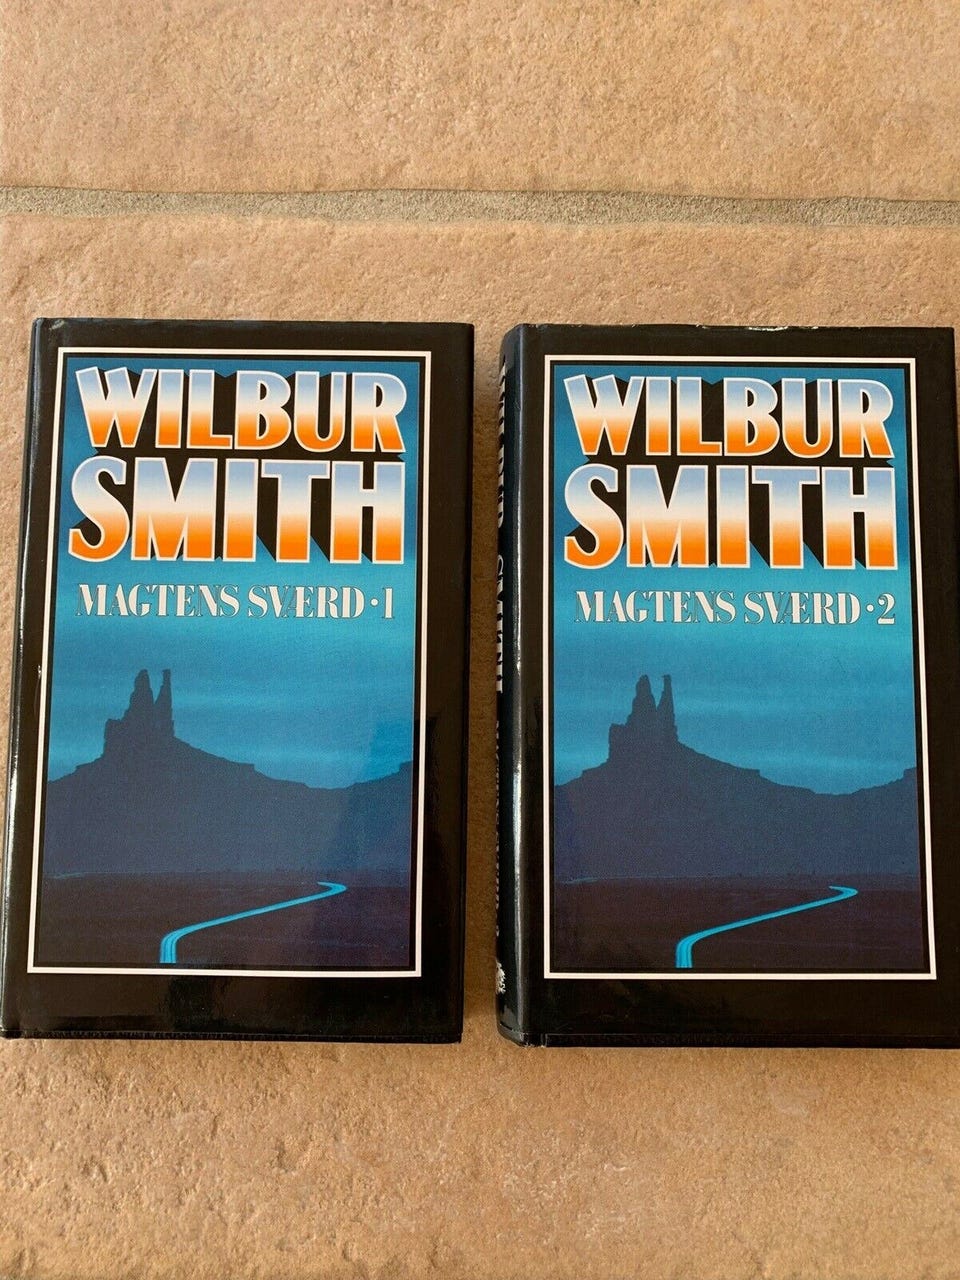 WILBUR
SMITH
MAGTENS SVÆRD·1
WILBUR
SMITH
MAGTENS SVÆRD·2